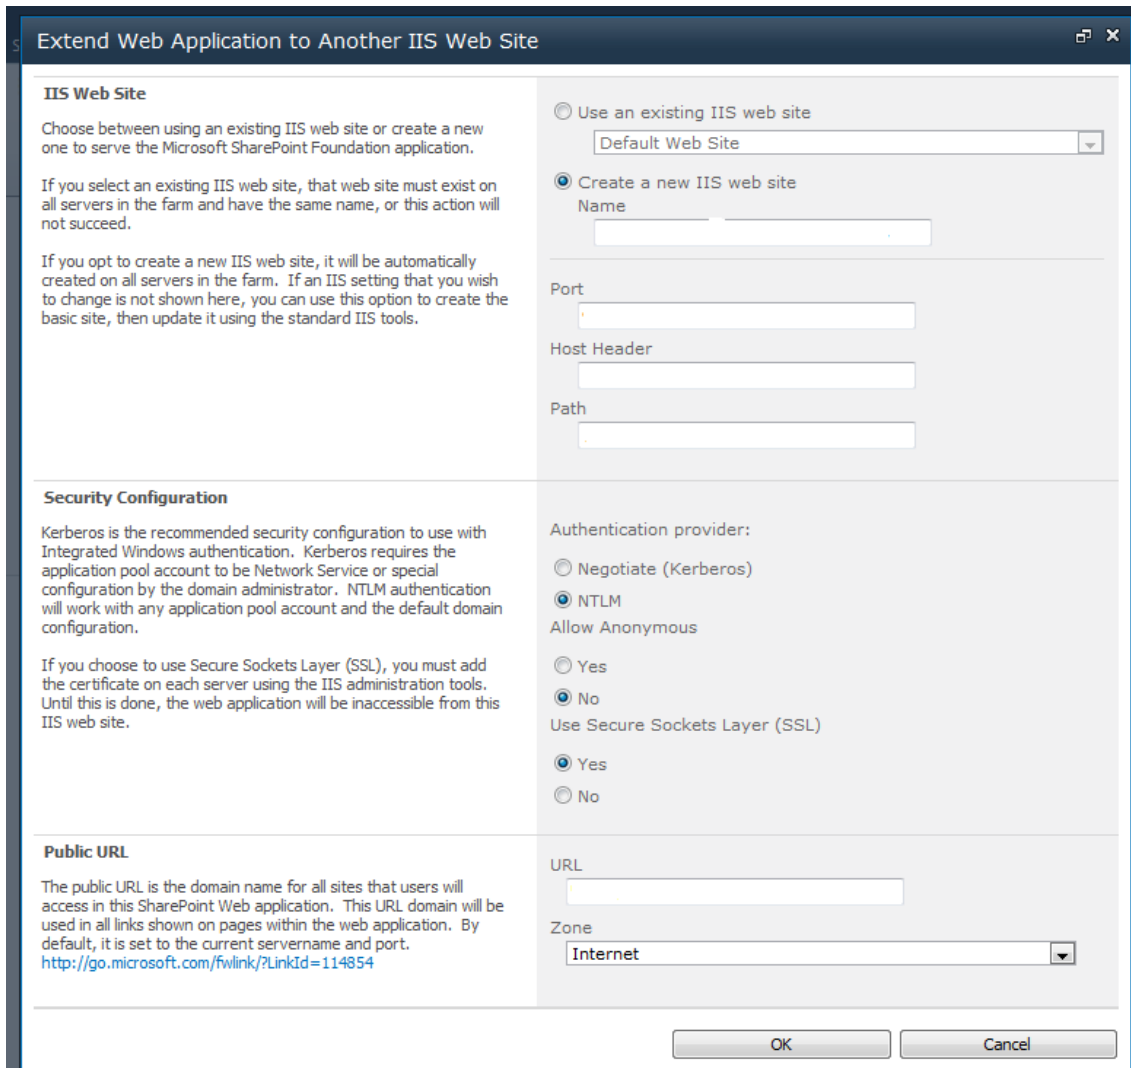 Extend Web Application to Another IIS Web Site
IIS Web Site
Choose between using an existing IIS web site or create a new
one to serve the Microsoft SharePoint Foundation application.
If you select an existing IIS web site, that web site must exist on
all servers in the farm and have the same name, or this action will
not succeed.
If you opt to create a new IIS web site, it will be automatically
created on all servers in the farm.  If an IIS setting that you wish
to change is not shown here, you can use this option to create the
basic site, then update it using the standard IIS tools.
Use an existing IIS web site
Default Web Site
Create a new IIS web site
Name
Port
Host Header
Path
Security Configuration
Kerberos is the recommended security configuration to use with
Integrated Windows authentication.  Kerberos requires the
application pool account to be Network Service or special
configuration by the domain administrator.  NTLM authentication
will work with any application pool account and the default domain
configuration.
If you choose to use Secure Sockets Layer (SSL), you must add
the certificate on each server using the IIS administration tools.
Until this is done, the web application will be inaccessible from this
IIS web site.
Authentication provider:
Negotiate (Kerberos)
NTLM
Allow Anonymous
Yes
No
Use Secure Sockets Layer (SSL)
Yes
No
Public URL
The public URL is the domain name for all sites that users will
access in this SharePoint Web application.  This URL domain will be
used in all links shown on pages within the web application.  By
default, it is set to the current servername and port.
http://go.microsoft.com/fwlink/?LinkId=114854
URL
Zone
Internet
OK
Cancel